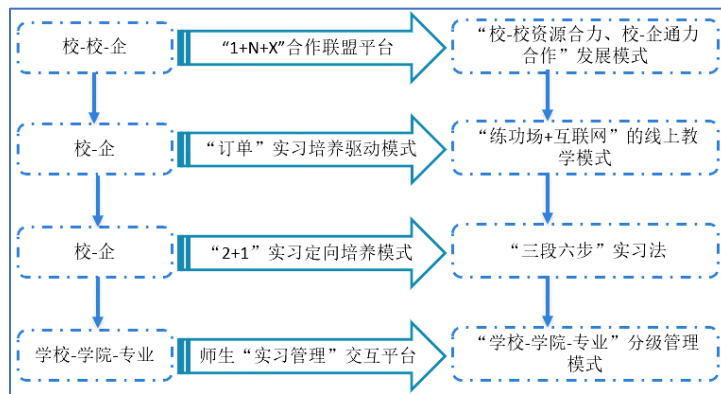 校-校-企
“1+N+X”合作联盟平台
“校-校资源合力、校-企通力
合作”发展模式
校-企
“订单”实习培养驱动模式
“练功场+互联网”的线上教
学模式
校-企
“2+1”实习定向培养模式
“三段六步”实习法
学校-学院-专业
师生“实习管理”交互平台
“学校-学院-专业”分级管理
模式